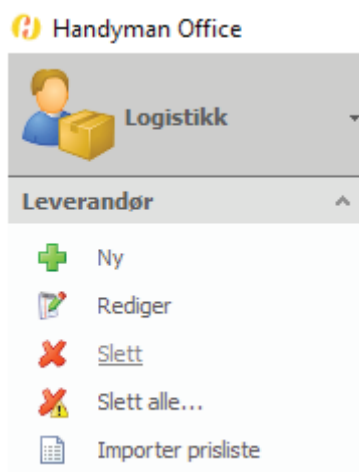 Handyman Office
Logistikk
Leverandør
Ny
Rediger
Slett
Slett alle...
Importer prisliste